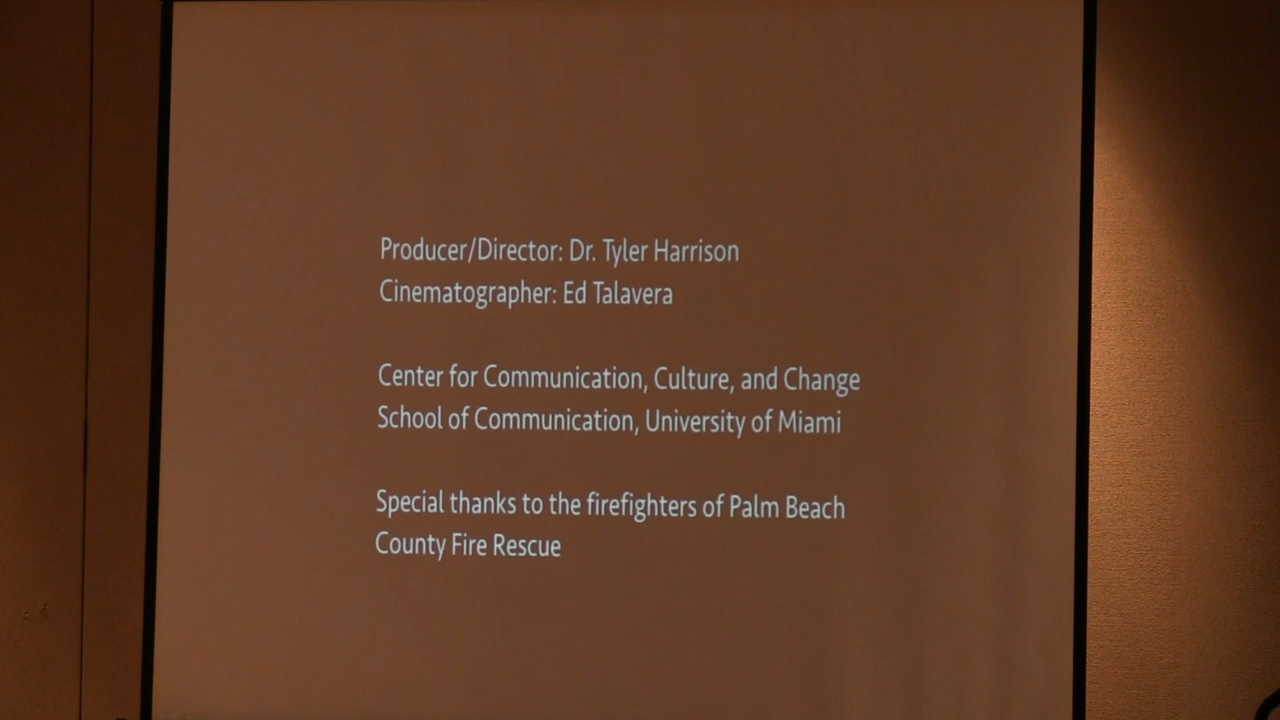 Producer/Director: Dr. Tyler Harrison
Cinematographer: Ed Talavera
Center for Communication, Culture, and Change
School of Communication, University of Miami
Special thanks to the firefighters of Palm Beach
County Fire Rescue